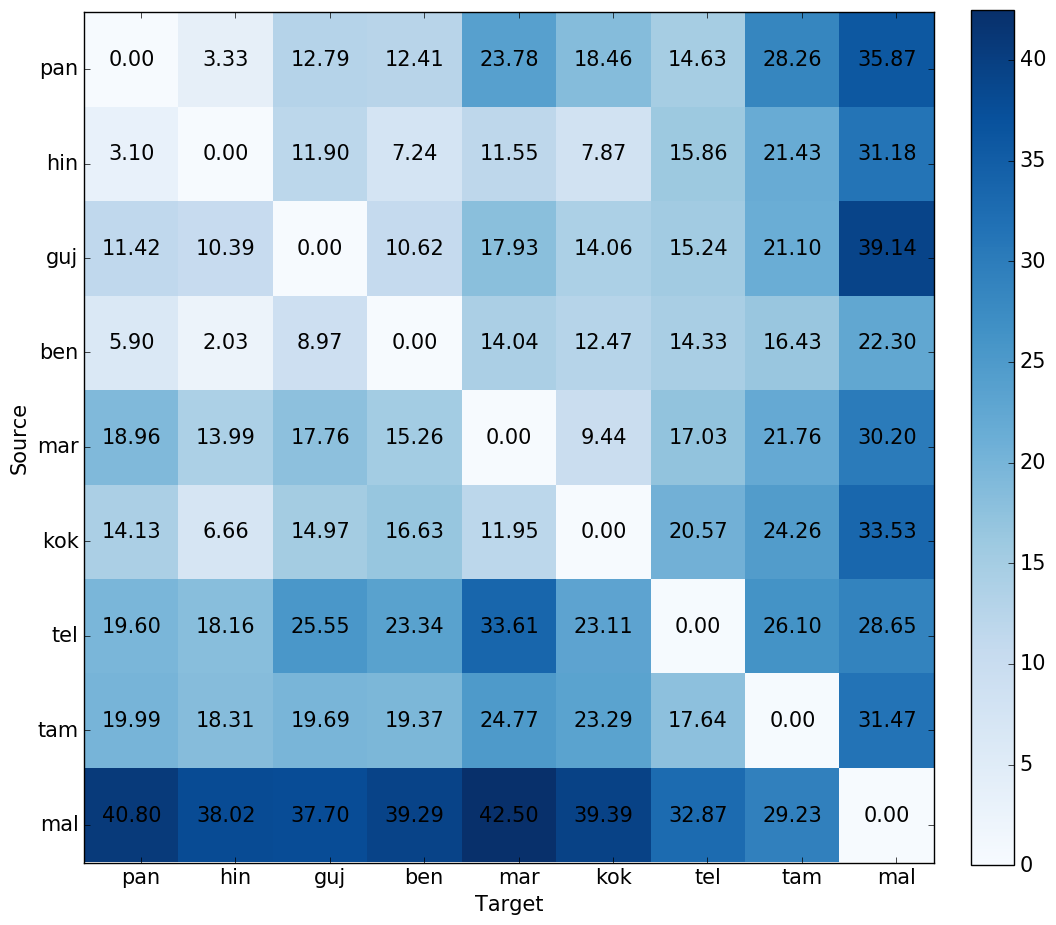 pan 0.00 3.33 12.79 12.41 23.78 18.46 14.63 28.26 35.87
hin 3.10 0.00 11.90 7.24 11.55 7.87 15.86 21.43 31.18
guj 11.42 10.39 0.00 10.62 17.93 14.06 15.24 21.10 39.14
ben 5.90 2.03 8.97 0.00 14.04 12.47 14.33 16.43 22.30
mar 18.96 13.99 17.76 15.26 0.00 9.44 17.03 21.76 30.20
kok 14.13 6.66 14.97 16.63 11.95 0.00 20.57 24.26 33.53
tel 19.60 18.16 25.55 23.34 33.61 23.11 0.00 26.10 28.65
tam 19.99 18.31 19.69 19.37 24.77 23.29 17.64 0.00 31.47
mal 40.80 38.02 37.70 39.29 42.50 39.39 32.87 29.23 0.00
pan hin guj ben mar kok tel tam mal
Target
Source
40
35
30
25
20
15
10
5
0